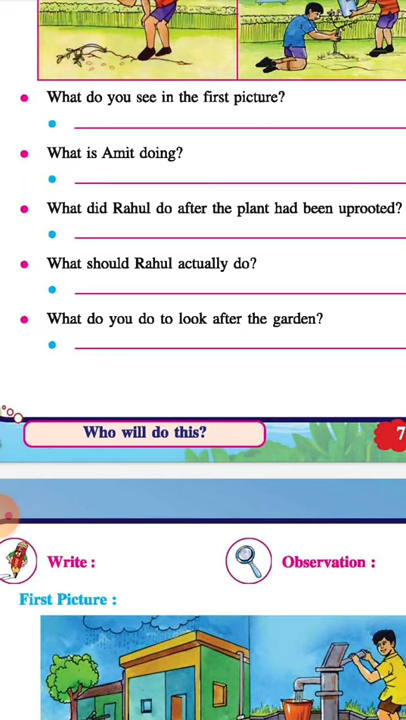 What do you see in the first picture?
What is Amit doing?
What did Rahul do after the plant had been uprooted?
What should Rahul actually do?
What do you do to look after the garden?
Who will do this?
7
Write :
Observation :
First Picture :